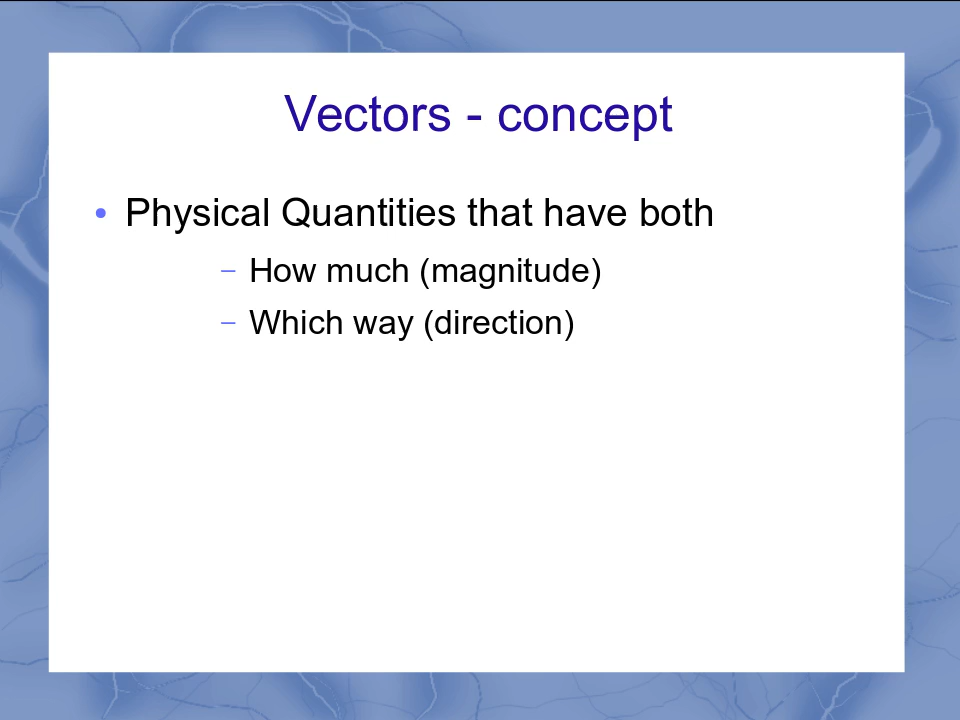 Vectors - concept
• Physical Quantities that have both
– How much (magnitude)
– Which way (direction)